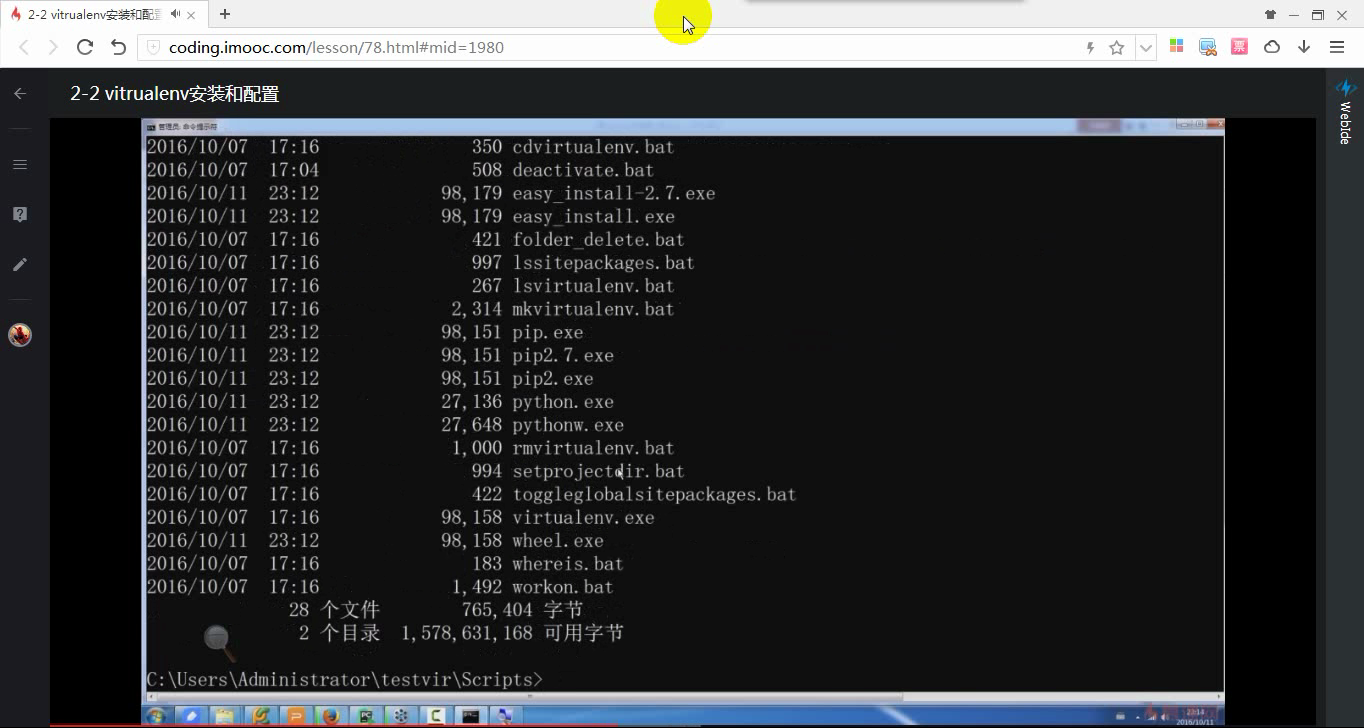 2-2 vitrualenv安装和配
coding.imooc.com/lesson/78.html#mid=1980
票
2-2 vitrualenv安装和配置
WebIde
管理员: 命令提示符
2016/10/07 17:16 350 cdvirtualenv.bat
2016/10/07 17:04 508 deactivate.bat
2016/10/11 23:12 98,179 easy_install-2.7.exe
2016/10/11 23:12 98,179 easy_install.exe
2016/10/07 17:16 421 folder_delete.bat
2016/10/07 17:16 997 lssitepackages.bat
2016/10/07 17:16 267 lsvirtualenv.bat
2016/10/07 17:16 2,314 mkvirtualenv.bat
2016/10/11 23:12 98,151 pip.exe
2016/10/11 23:12 98,151 pip2.7.exe
2016/10/11 23:12 98,151 pip2.exe
2016/10/11 23:12 27,136 python.exe
2016/10/11 23:12 27,648 pythonw.exe
2016/10/07 17:16 1,000 rmvirtualenv.bat
2016/10/07 17:16 994 setprojectdir.bat
2016/10/07 17:16 422 toggleglobalsitepackages.bat
2016/10/07 17:16 98,158 virtualenv.exe
2016/10/11 23:12 98,158 wheel.exe
2016/10/07 17:16 183 whereis.bat
2016/10/07 17:16 1,492 workon.bat
28 个文件 765,404 字节
2 个目录 1,578,631,168 可用字节
C:\Users\Administrator\testvir\Scripts>
23:14
2016/10/11